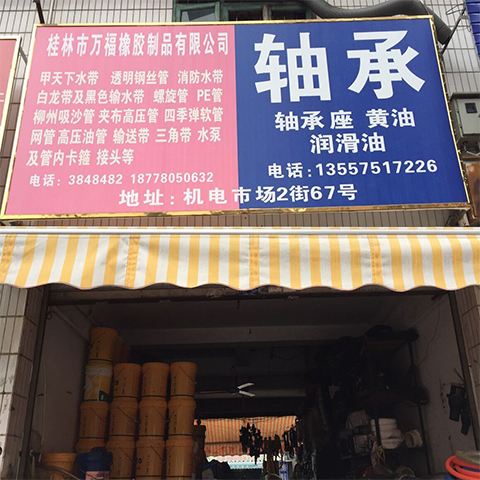 桂林市万福橡胶制品有限公司
甲天下水带 透明钢丝管 消防水带
白龙带及黑色输水带 螺旋管 PE管
柳州吸沙管 夹布高压管 四季弹软管
网管 高压油管 输送带 三角带 水泵
及管内卡箍 接头等
电话：3848482 18778050632
轴承
轴承座 黄油
润滑油
电话：13557517226
地址：机电市场2街67号